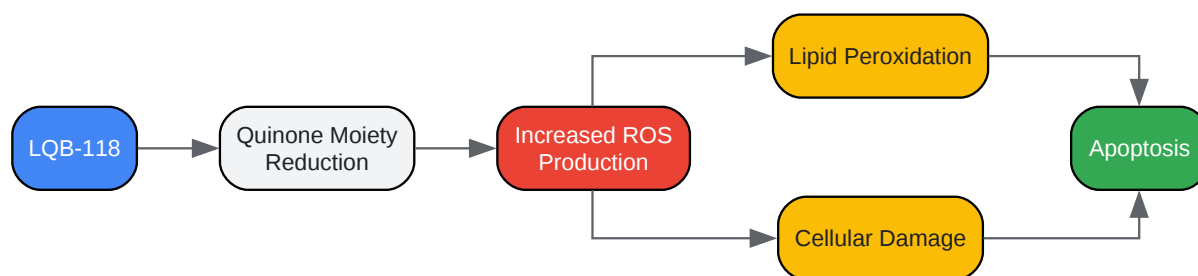 LQB-118
Quinone Moiety
Reduction
Increased ROS
Production
Lipid Peroxidation
Cellular Damage
Apoptosis